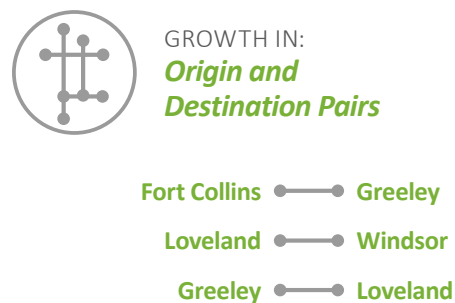 GROWTH IN:
Origin and
Destination Pairs
Fort Collins Greeley
Loveland Windsor
Greeley Loveland